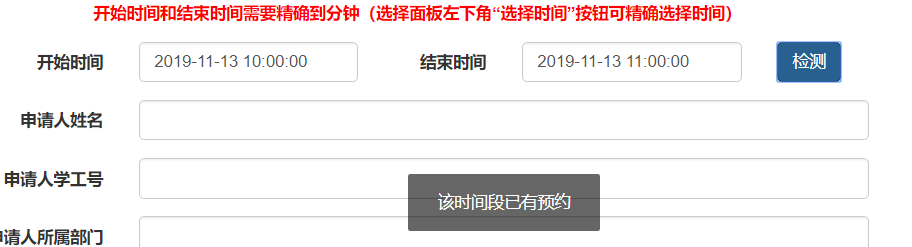 开始时间和结束时间需要精确到分钟（选择面板左下角“选择时间”按钮可精确选择时间）
开始时间 2019-11-13 10:00:00 结束时间 2019-11-13 11:00:00 检测
申请人姓名
申请人学工号
该时间段已有预约
申请人所属部门